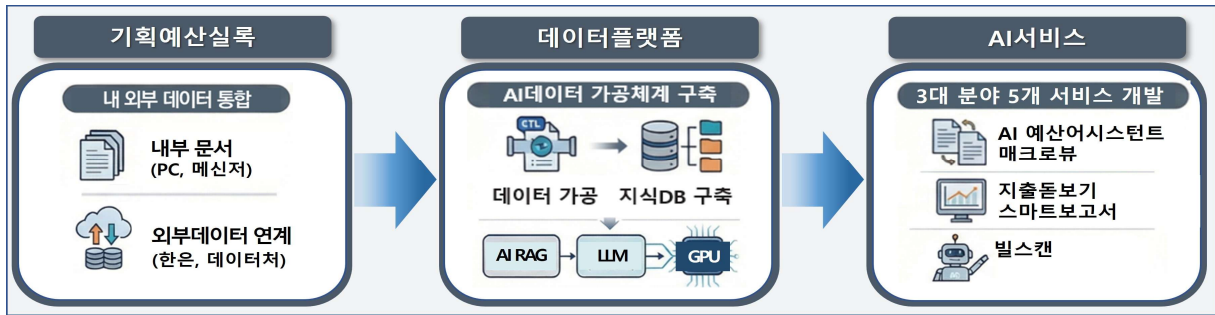 기획예산실록
내 외부 데이터 통합
내부 문서
(PC, 메신저)
외부데이터 연계
(한은, 데이터처)
데이터플랫폼
AI데이터 가공체계 구축
CTL
데이터 가공 지식DB 구축
AI RAG LLM GPU
AI서비스
3대 분야 5개 서비스 개발
AI 예산어시스턴트
매크로뷰
지출돋보기
스마트보고서
빌스캔